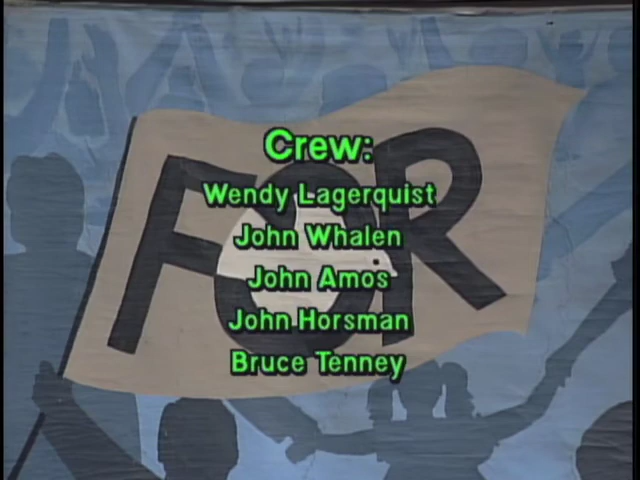 Crew:
Wendy Lagerquist
John Whalen
John Amos
John Horsman
Bruce Tenney
FOR